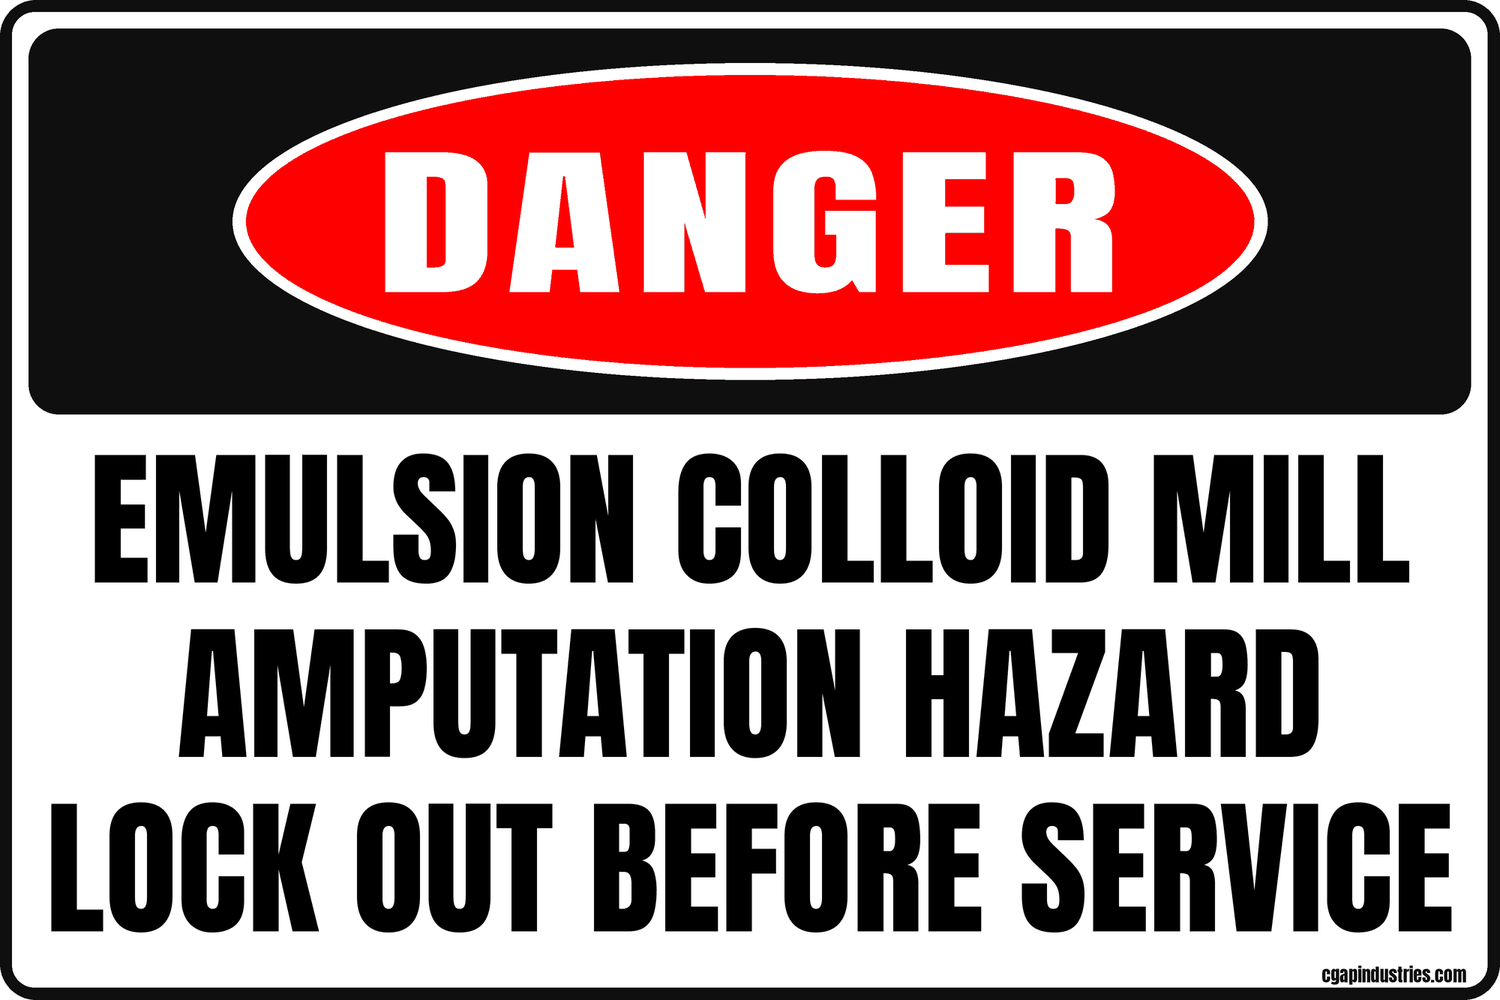 DANGER
EMULSION COLLOID MILL
AMPUTATION HAZARD
LOCK OUT BEFORE SERVICE
cgapindustries.com